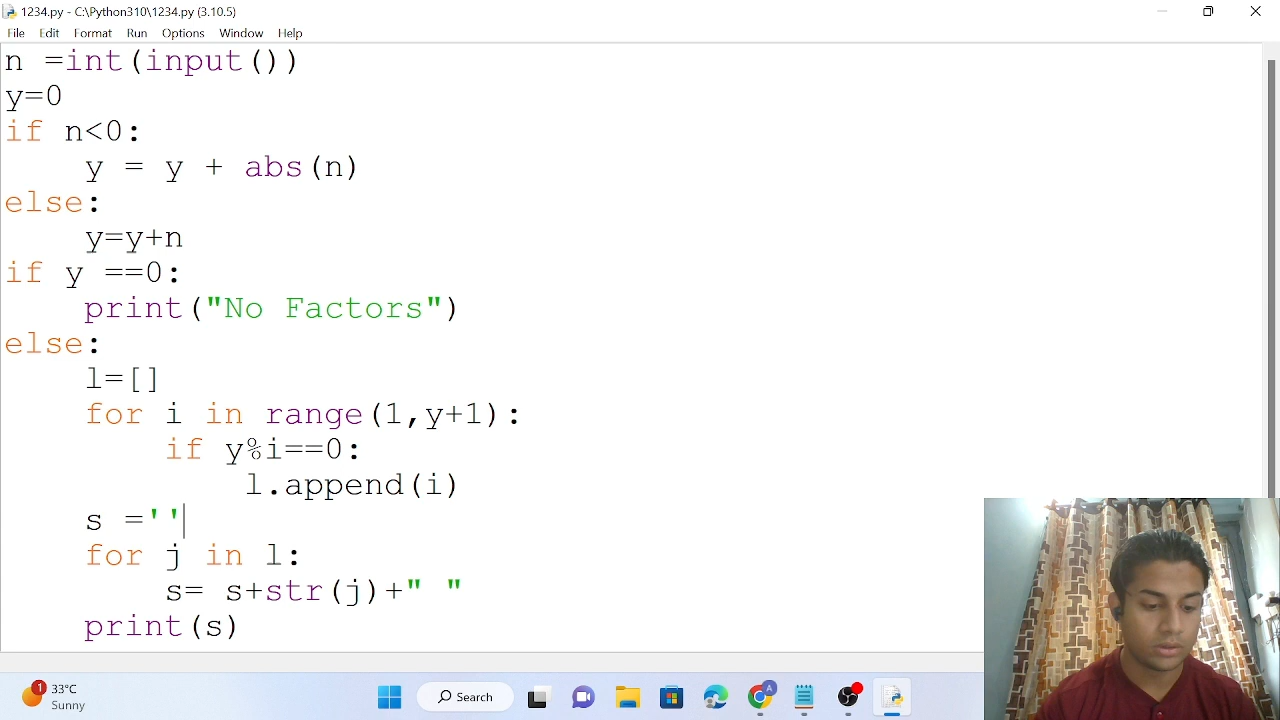 1234.py - C:\Python310\1234.py (3.10.5)
File Edit Format Run Options Window Help
n =int(input())
y=0
if n<0:
    y = y + abs(n)
else:
    y=y+n
if y ==0:
    print("No Factors")
else:
    l=[]
    for i in range(1,y+1):
        if y%i==0:
            l.append(i)
    s =''
    for j in l:
        s= s+str(j)+" "
    print(s)
1
33°C
Sunny
Search
A